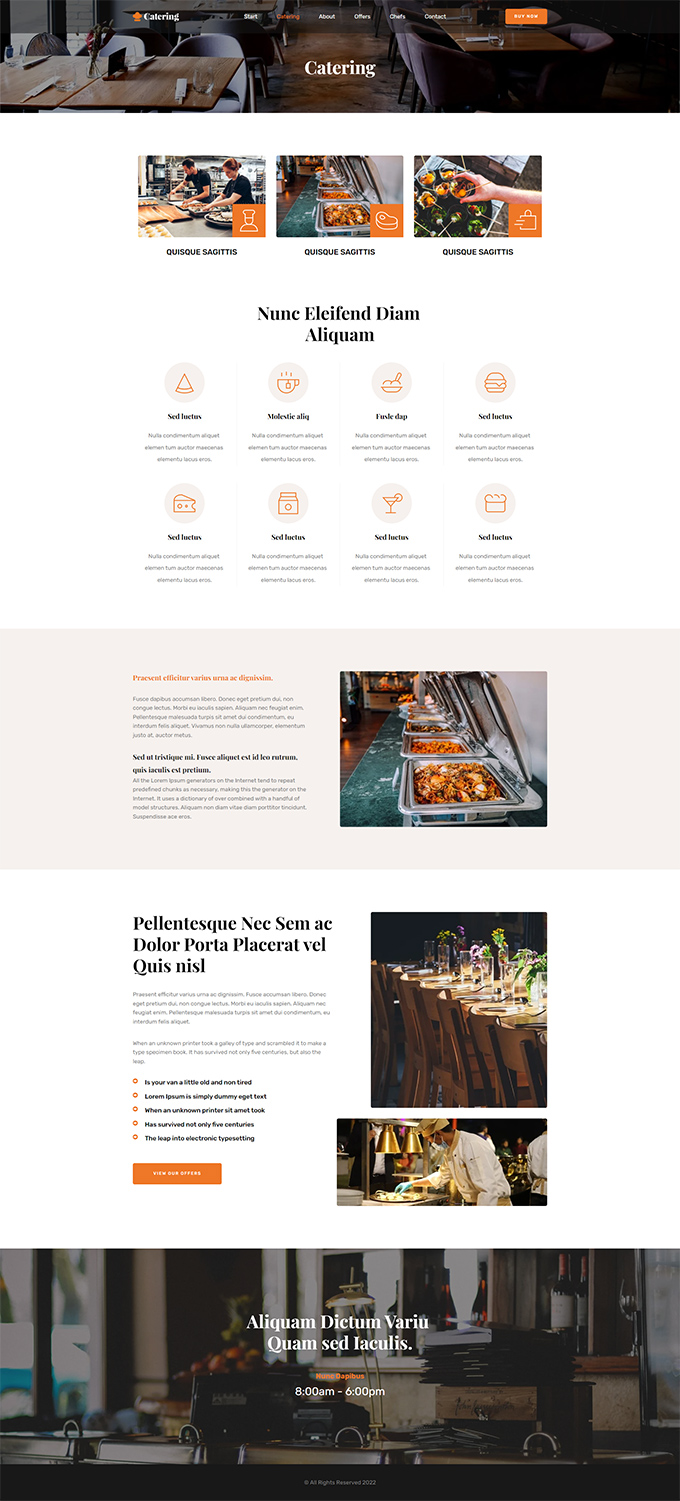 Catering
Start Catering About Offers Chefs Contact
BUY NOW
Catering
QUISQUE SAGITTIS
QUISQUE SAGITTIS
QUISQUE SAGITTIS
Nunc Eleifend Diam
Aliquam
Sed luctus
Nulla condimentum aliquet
elemen tum auctor maecenas
elementu lacus eros.
Molestic aliq
Nulla condimentum aliquet
elemen tum auctor maecenas
elementu lacus eros.
Fusle dap
Nulla condimentum aliquet
elemen tum auctor maecenas
elementu lacus eros.
Sed luctus
Nulla condimentum aliquet
elemen tum auctor maecenas
elementu lacus eros.
Sed luctus
Nulla condimentum aliquet
elemen tum auctor maecenas
elementu lacus eros.
Sed luctus
Nulla condimentum aliquet
elemen tum auctor maecenas
elementu lacus eros.
Sed luctus
Nulla condimentum aliquet
elemen tum auctor maecenas
elementu lacus eros.
Sed luctus
Nulla condimentum aliquet
elemen tum auctor maecenas
elementu lacus eros.
Praesent efficitur varius urna ac dignissim.
Fusce dapibus accumsan libero. Donec eget pretium dui, non
congue lectus. Morbi eu iaculis sapien. Aliquam nec feugiat enim.
Pellentesque malesuada turpis sit amet dui condimentum, eu
interdum felis aliquet. Vivamus non nulla ullamcorper, elementum
justo at, auctor metus.
Sed ut tristique mi. Fusce aliquet est id leo rutrum,
quis iaculis est pretium.
All the Lorem Ipsum generators on the Internet tend to repeat
predefined chunks as necessary, making this the generator on the
Internet. It uses a dictionary of over combined with a handful of
model structures. Aliquam non diam vitae diam porttitor tincidunt.
Suspendisse ace eros.
Pellentesque Nec Sem ac
Dolor Porta Placerat vel
Quis nisl
Praesent efficitur varius urna ac dignissim. Fusce accumsan libero. Donec
eget pretium dui, non congue lectus. Morbi eu iaculis sapien. Aliquam nec
feugiat enim. Pellentesque malesuada turpis sit amet dui condimentum, eu
interdum felis aliquet.
When an unknown printer took a galley of type and scrambled it to make a
type specimen book. It has survived not only five centuries, but also the
leap.
Is your van a little old and non tired
Lorem Ipsum is simply dummy eget text
When an unknown printer sit amet took
Has survived not only five centuries
The leap into electronic typesetting
VIEW OUR OFFERS
Aliquam Dictum Variu
Quam sed Iaculis.
Nunc Dapibus
8:00am - 6:00pm
© All Rights Reserved 2022